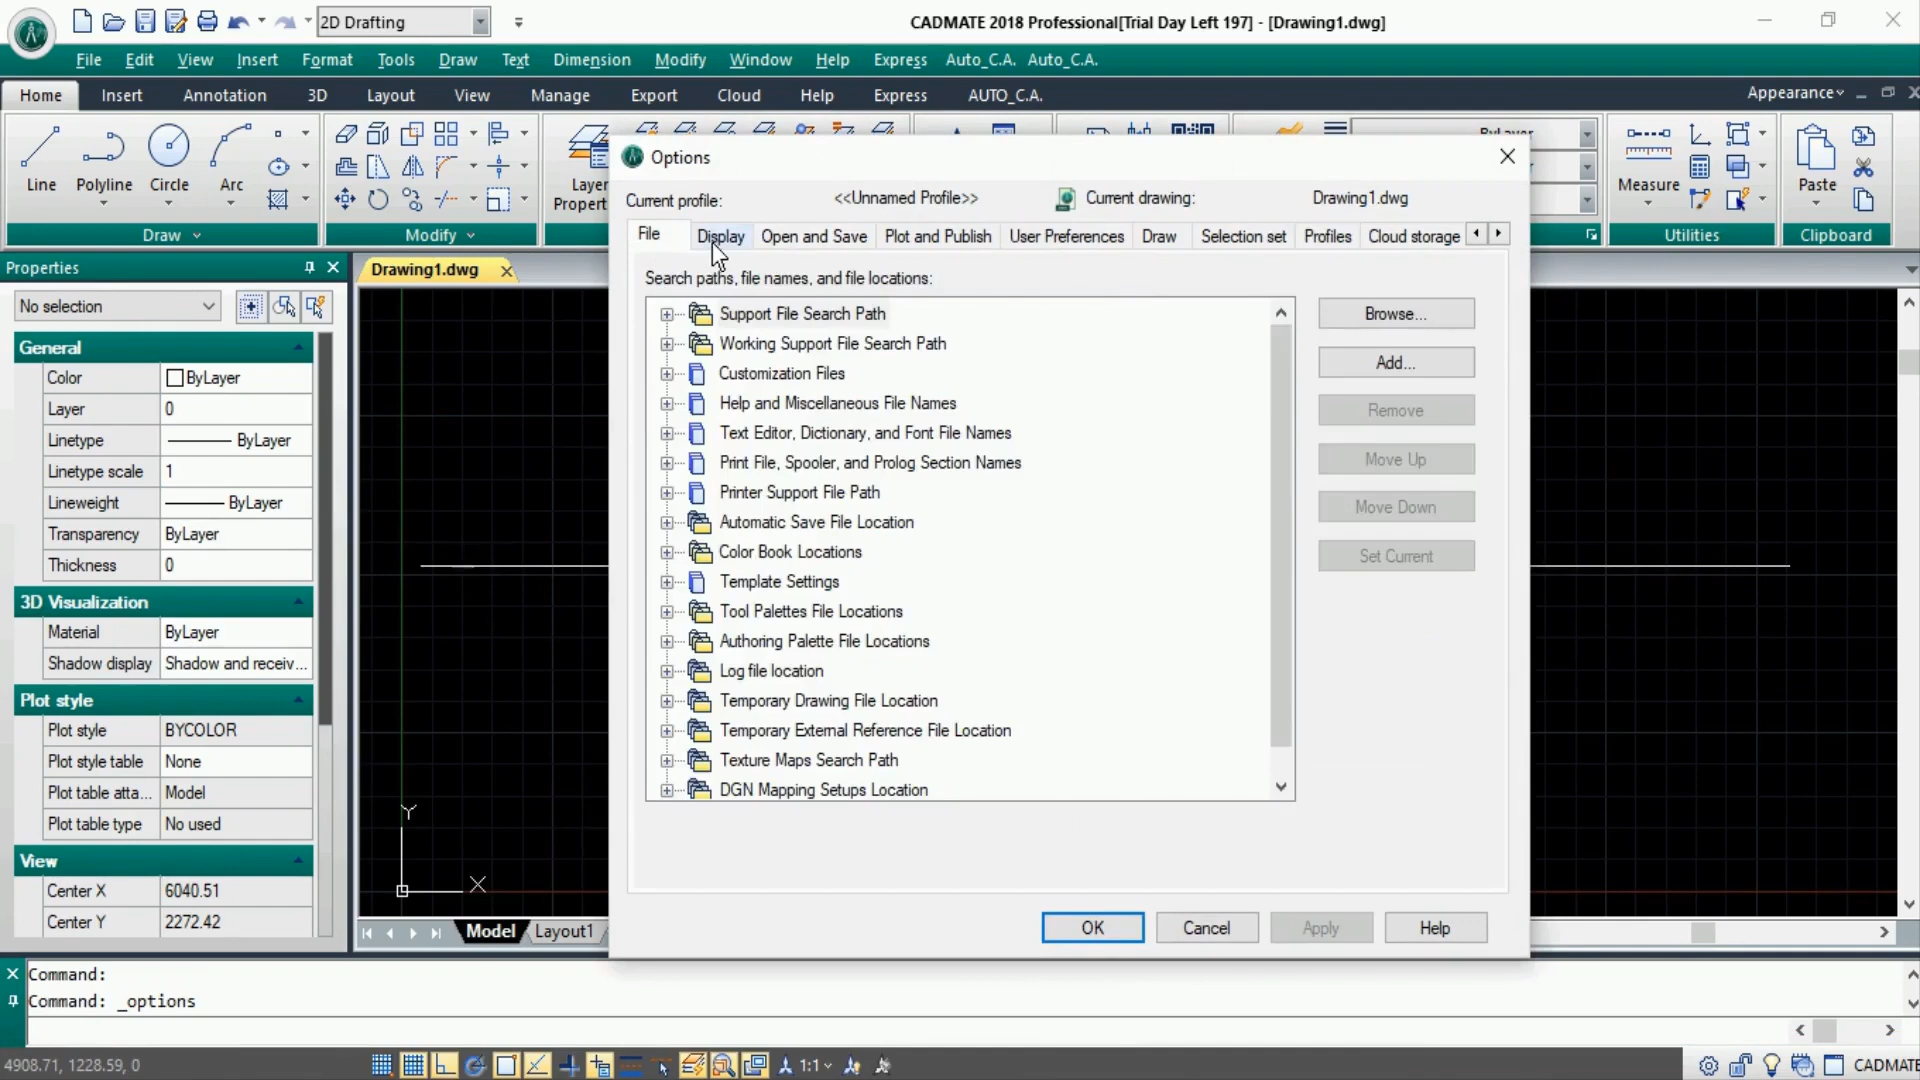 2D Drafting
CADMATE 2018 Professional[Trial Day Left 197] - [Drawing1.dwg]
File Edit View Insert Format Tools Draw Text Dimension Modify Window Help Express Auto_C.A. Auto_C.A.
Home Insert Annotation 3D Layout View Manage Export Cloud Help Express AUTO_C.A. Appearance
Line Polyline Circle Arc
Measure
Paste
Draw Modify Utilities Clipboard
Options
Current profile: <<Unnamed Profile>> Current drawing: Drawing1.dwg
File Display Open and Save Plot and Publish User Preferences Draw Selection set Profiles Cloud storage
Search paths, file names, and file locations:
Support File Search Path
Working Support File Search Path
Customization Files
Help and Miscellaneous File Names
Text Editor, Dictionary, and Font File Names
Print File, Spooler, and Prolog Section Names
Printer Support File Path
Automatic Save File Location
Color Book Locations
Template Settings
Tool Palettes File Locations
Authoring Palette File Locations
Log file location
Temporary Drawing File Location
Temporary External Reference File Location
Texture Maps Search Path
DGN Mapping Setups Location
Browse...
Add...
Remove
Move Up
Move Down
Set Current
OK Cancel Apply Help
Properties
No selection
General
Color ByLayer
Layer 0
Linetype ByLayer
Linetype scale 1
Lineweight ByLayer
Transparency ByLayer
Thickness 0
3D Visualization
Material ByLayer
Shadow display Shadow and receiv...
Plot style
Plot style BYCOLOR
Plot style table None
Plot table atta... Model
Plot table type No used
View
Center X 6040.51
Center Y 2272.42
Drawing1.dwg
Y
X
Model Layout1
Command:
Command: _options
4908.71, 1228.59, 0
1:1
CADMATE